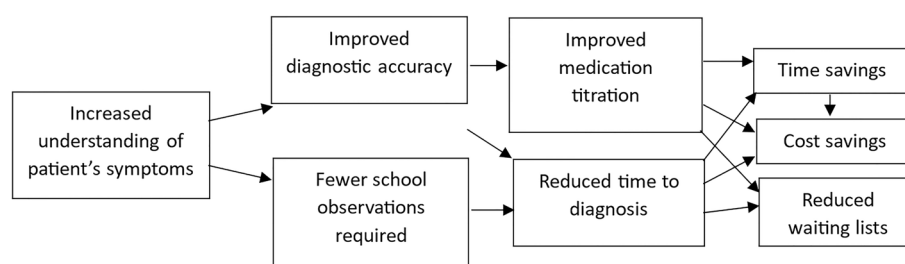 Increased
understanding of
patient's symptoms
Improved
diagnostic accuracy
Fewer school
observations
required
Improved
medication
titration
Reduced time to
diagnosis
Time savings
Cost savings
Reduced
waiting lists